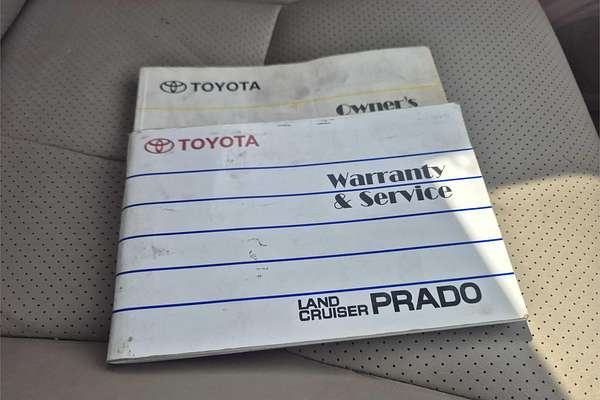 TOYOTA
Owner's
TOYOTA
Warranty
& Service
LAND
CRUISER PRADO